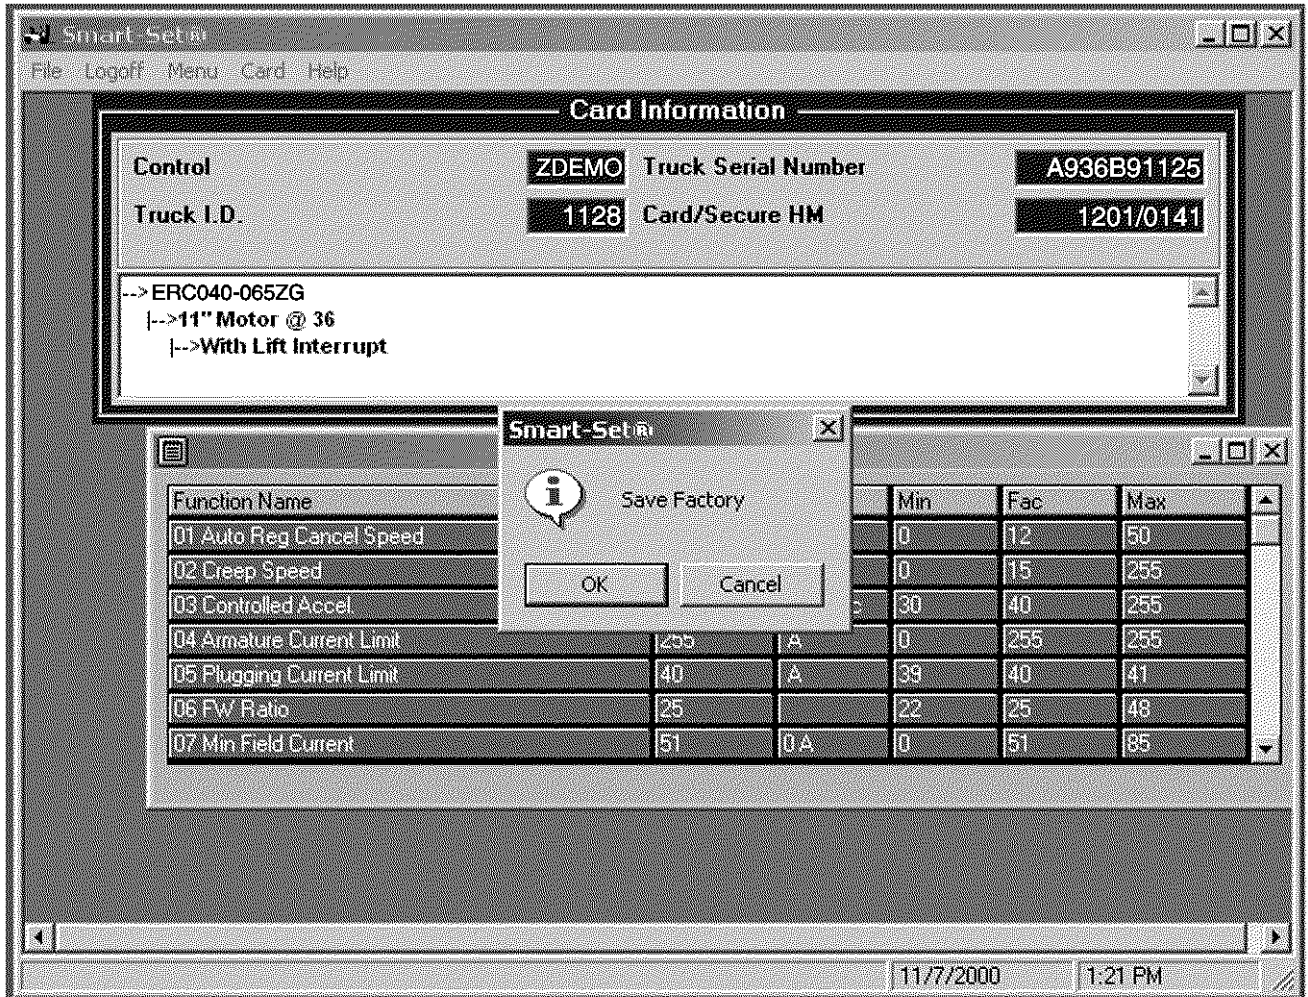 Smart-Set®
File Logoff Menu Card Help
Card Information
Control ZDEMO Truck Serial Number A936B91125
Truck I.D. 1128 Card/Secure HM 1201/0141
--> ERC040-065ZG
|-->11" Motor @ 36
|-->With Lift Interrupt
Smart-Set®
Save Factory
OK Cancel
Function Name Min Fac Max
01 Auto Reg Cancel Speed 0 12 50
02 Creep Speed 0 15 255
03 Controlled Accel. c 30 40 255
04 Armature Current Limit 255 A 0 255 255
05 Plugging Current Limit 40 A 39 40 41
06 FW Ratio 25 22 25 48
07 Min Field Current 51 0 A 0 51 85
11/7/2000 1:21 PM